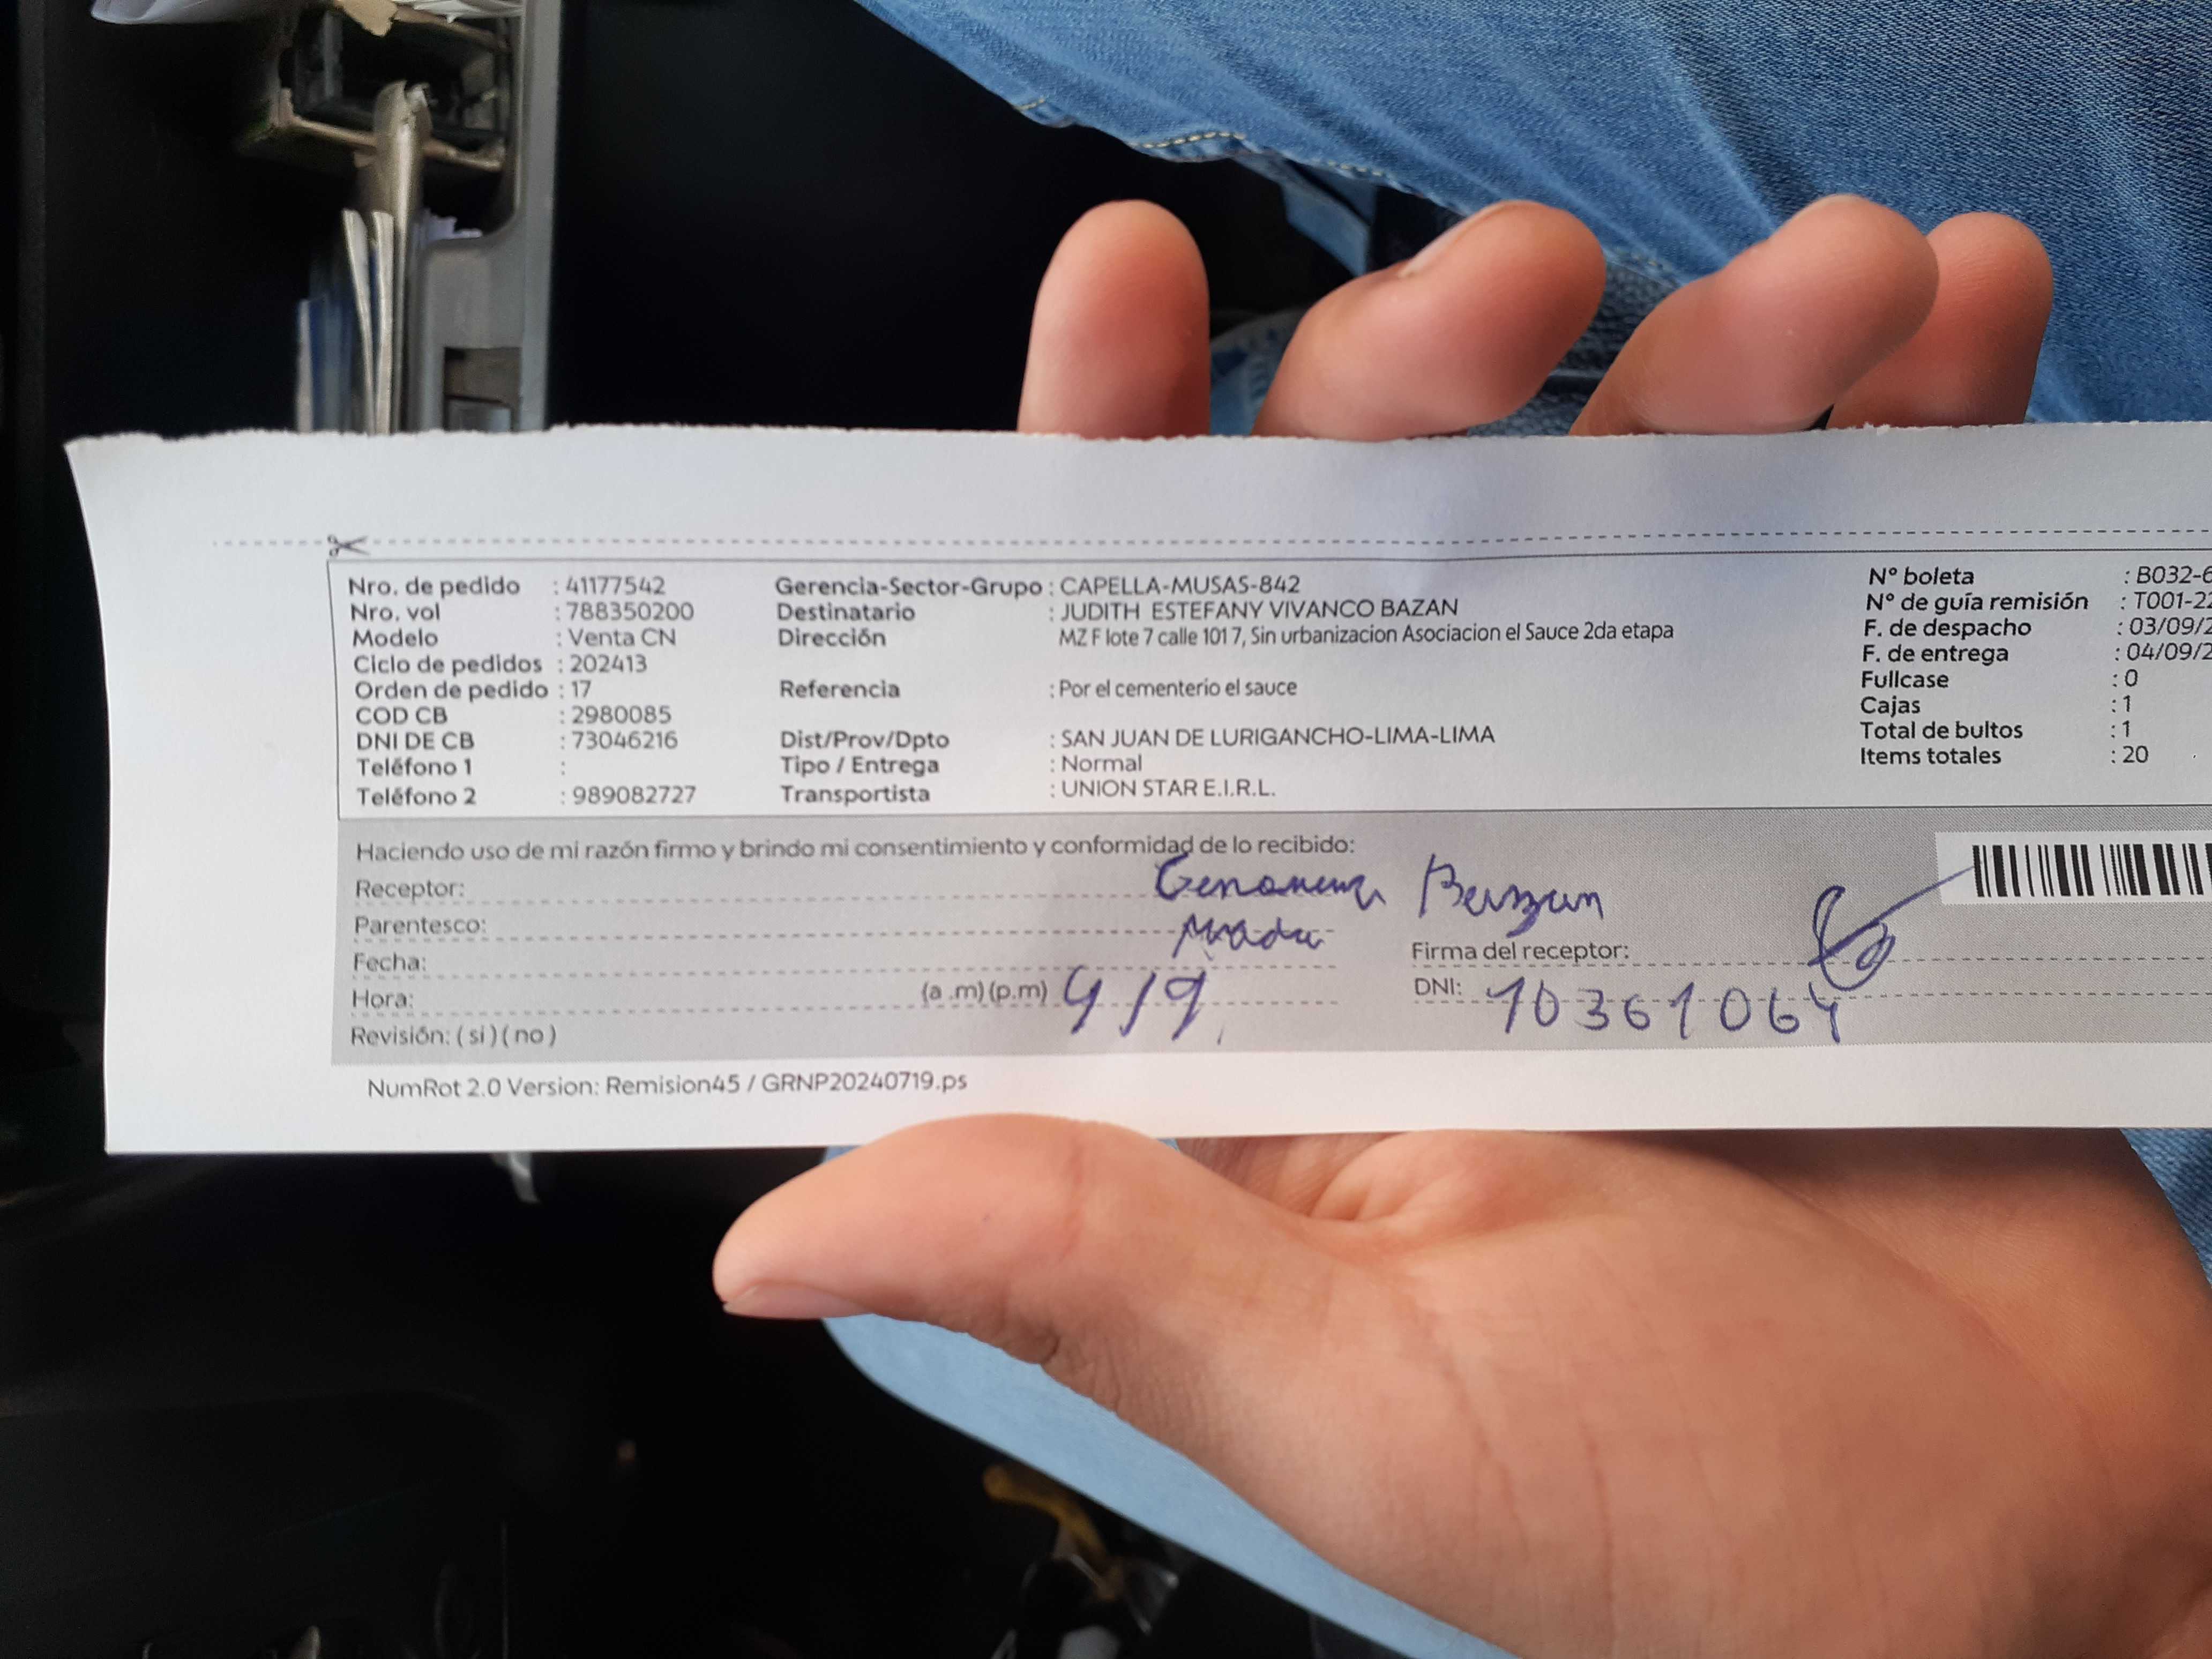 Nro. de pedido : 41177542 Gerencia-Sector-Grupo : CAPELLA-MUSAS-842 Nº boleta : B032-6
Nro. vol : 788350200 Destinatario : JUDITH ESTEFANY VIVANCO BAZAN Nº de guía remisión : T001-22
Modelo : Venta CN Dirección MZ F lote 7 calle 101 7, Sin urbanizacion Asociacion el Sauce 2da etapa F. de despacho : 03/09/2
Ciclo de pedidos : 202413 F. de entrega : 04/09/2
Orden de pedido : 17 Referencia : Por el cementerio el sauce Fullcase : 0
COD CB : 2980085 Cajas : 1
DNI DE CB : 73046216 Dist/Prov/Dpto : SAN JUAN DE LURIGANCHO-LIMA-LIMA Total de bultos : 1
Teléfono 1 : Tipo / Entrega : Normal Items totales : 20
Teléfono 2 : 989082727 Transportista : UNION STAR E.I.R.L.
Haciendo uso de mi razón firmo y brindo mi consentimiento y conformidad de lo recibido:
Receptor: Bazan
Parentesco:
Fecha: Firma del receptor:
Hora: (a .m) (p.m) 4/9 DNI: 10361064
Revisión: ( si ) ( no )
NumRot 2.0 Version: Remision45 / GRNP20240719.ps